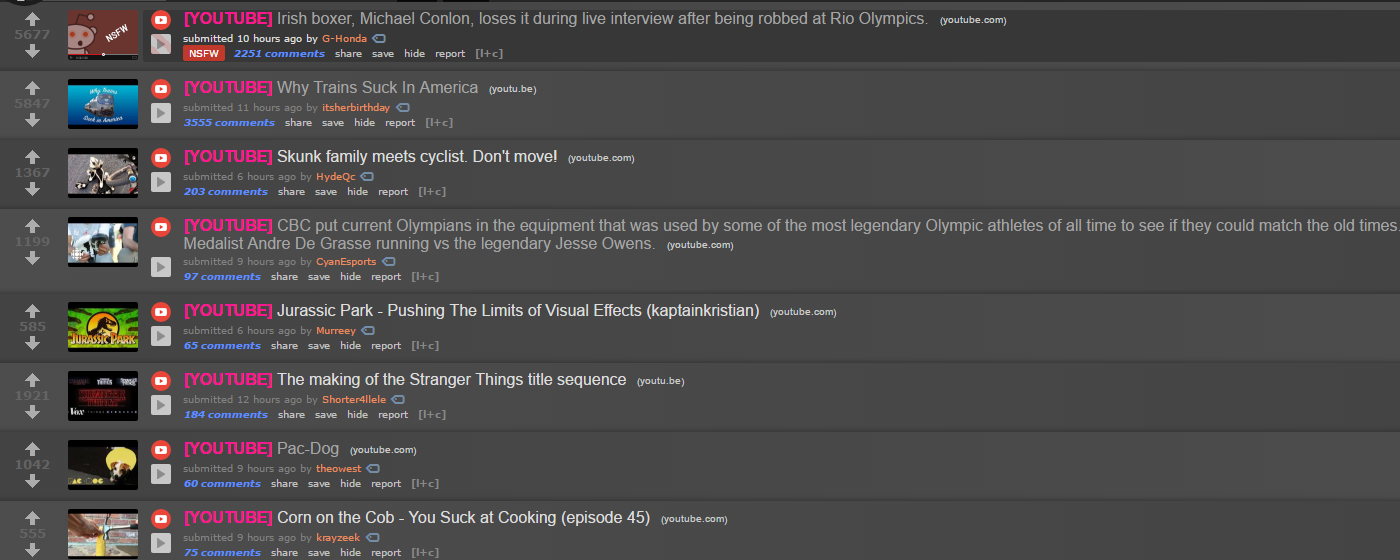 [YOUTUBE] Irish boxer, Michael Conlon, loses it during live interview after being robbed at Rio Olympics. (youtube.com)
5677
NSFW
submitted 10 hours ago by G-Honda
NSFW 2251 comments share save hide report [l+c]
[YOUTUBE] Why Trains Suck In America (youtu.be)
5847
Why Trains
Suck in America
submitted 11 hours ago by itsherbirthday
3555 comments share save hide report [l+c]
[YOUTUBE] Skunk family meets cyclist. Don't move! (youtube.com)
1367
submitted 6 hours ago by HydeQc
203 comments share save hide report [l+c]
[YOUTUBE] CBC put current Olympians in the equipment that was used by some of the most legendary Olympic athletes of all time to see if they could match the old times.
1199
Medalist Andre De Grasse running vs the legendary Jesse Owens. (youtube.com)
submitted 9 hours ago by CyanEsports
97 comments share save hide report [l+c]
[YOUTUBE] Jurassic Park - Pushing The Limits of Visual Effects (kaptainkristian) (youtube.com)
585
JURASSIC PARK
submitted 6 hours ago by Murreey
65 comments share save hide report [l+c]
[YOUTUBE] The making of the Stranger Things title sequence (youtu.be)
1921
Vox
submitted 12 hours ago by Shorter4llele
184 comments share save hide report [l+c]
[YOUTUBE] Pac-Dog (youtube.com)
1042
submitted 9 hours ago by theowest
60 comments share save hide report [l+c]
[YOUTUBE] Corn on the Cob - You Suck at Cooking (episode 45) (youtube.com)
555
submitted 9 hours ago by krayzeek
75 comments share save hide report [l+c]